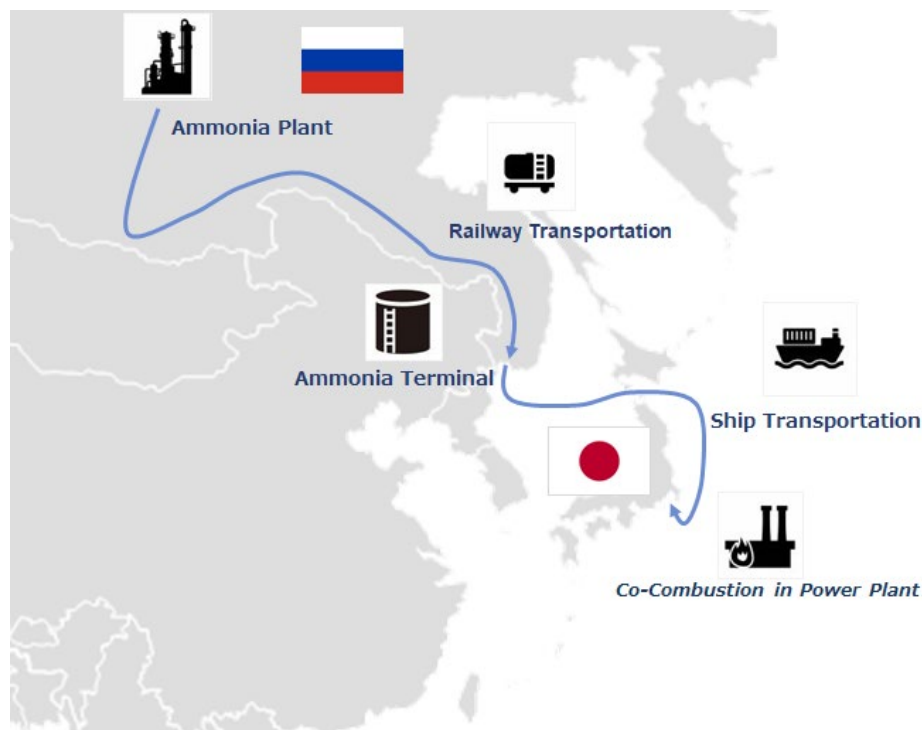 Ammonia Plant
Railway Transportation
Ammonia Terminal
Ship Transportation
Co-Combustion in Power Plant